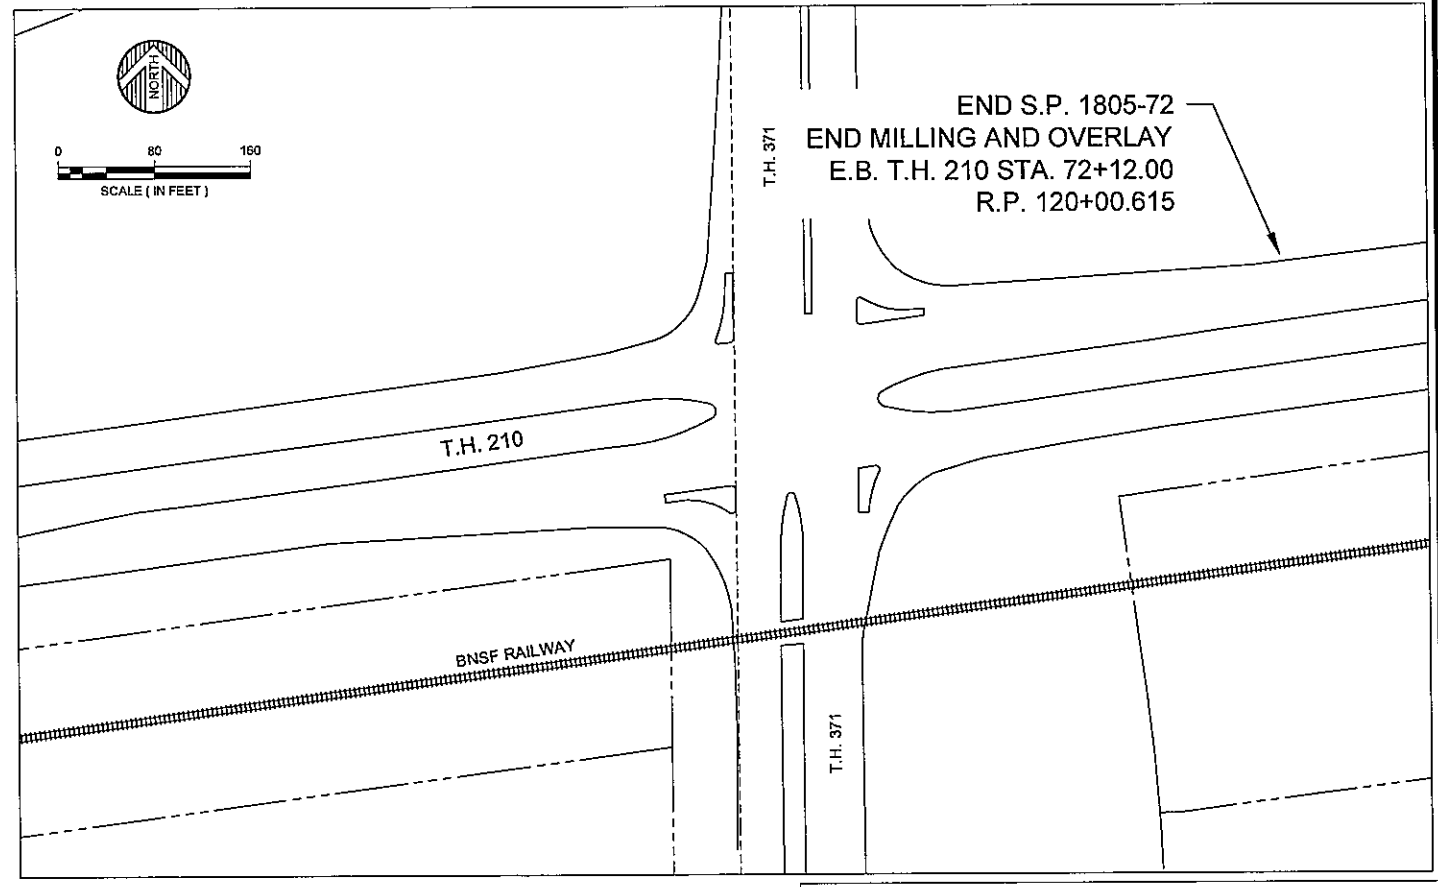 NORTH
0 80 160
SCALE ( IN FEET )
T.H. 371
END S.P. 1805-72
END MILLING AND OVERLAY
E.B. T.H. 210 STA. 72+12.00
R.P. 120+00.615
T.H. 210
BNSF RAILWAY
T.H. 371